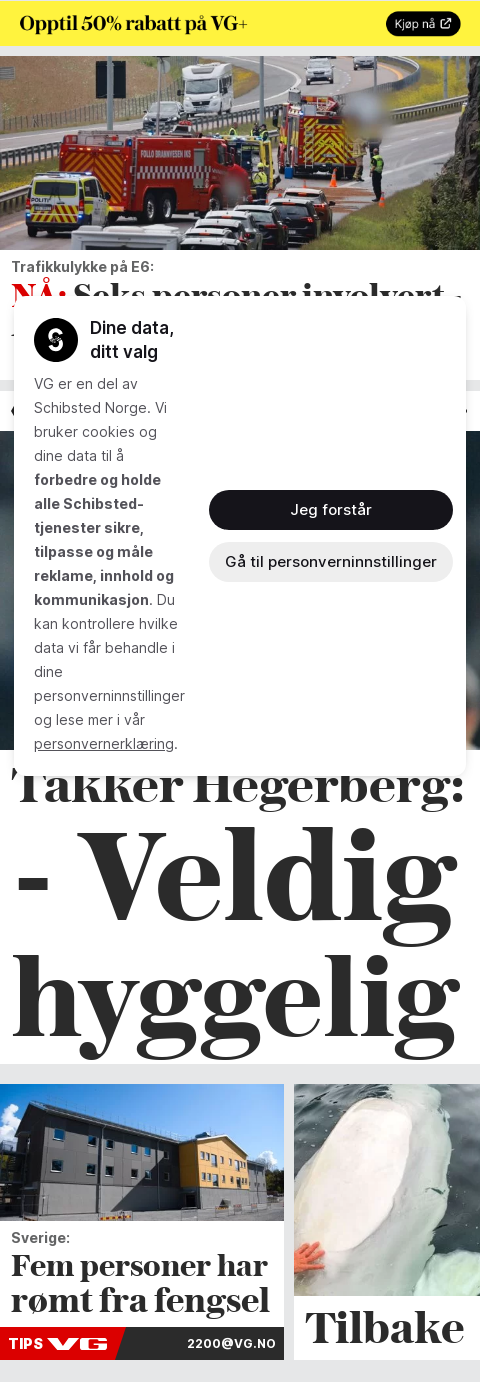 Opptil 50% rabatt på VG+
Kjøp nå
POLITI
FOLLO BRANNVESEN IKS
Trafikkulykke på E6:
NÅ: Seks personer involvert -
Dine data,
ditt valg
VG er en del av
Schibsted Norge. Vi
bruker cookies og
dine data til å
forbedre og holde
alle Schibsted-
tjenester sikre,
tilpasse og måle
reklame, innhold og
kommunikasjon. Du
kan kontrollere hvilke
data vi får behandle i
dine
personverninnstillinger
og lese mer i vår
personvernerklæring.
Jeg forstår
Gå til personverninnstillinger
Takker Hegerberg:
- Veldig
hyggelig
Sverige:
Fem personer har
rømt fra fengsel
TIPS VG 2200@VG.NO
Tilbake